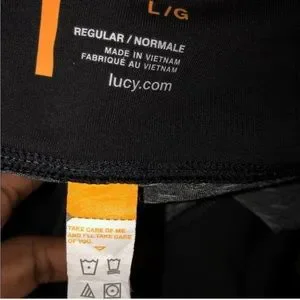 L/G
REGULAR / NORMALE
MADE IN VIETNAM
FABRIQUÉ AU VIETNAM
lucy.com
TAKE CARE OF ME
AND I'LL TAKE CARE
OF YOU.